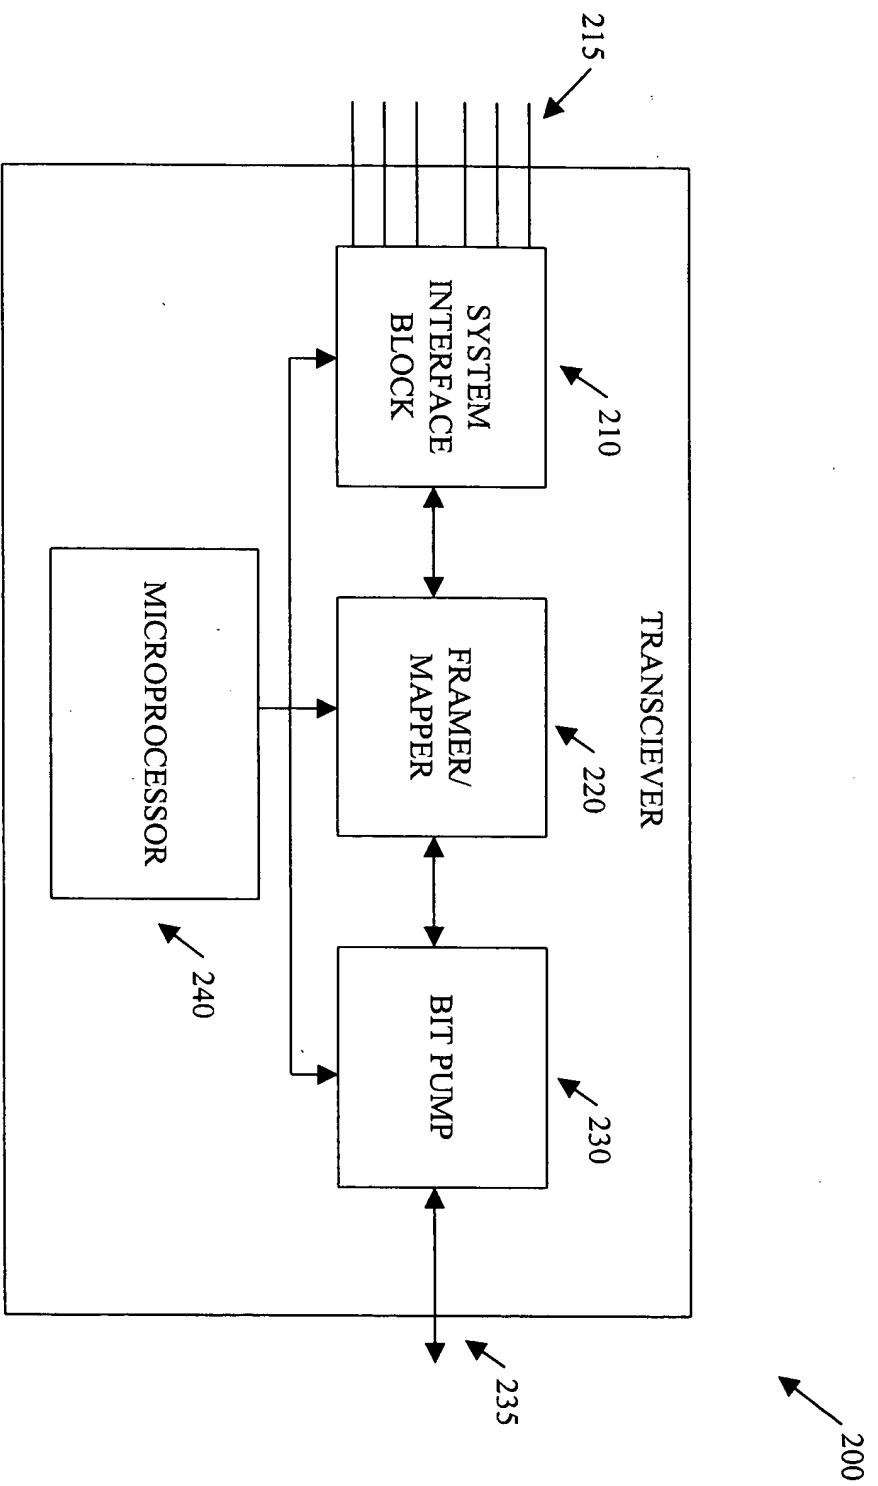 200
TRANSCIEVER
215
210
220
230
235
SYSTEM
INTERFACE
BLOCK
FRAMER/
MAPPER
BIT PUMP
MICROPROCESSOR
240